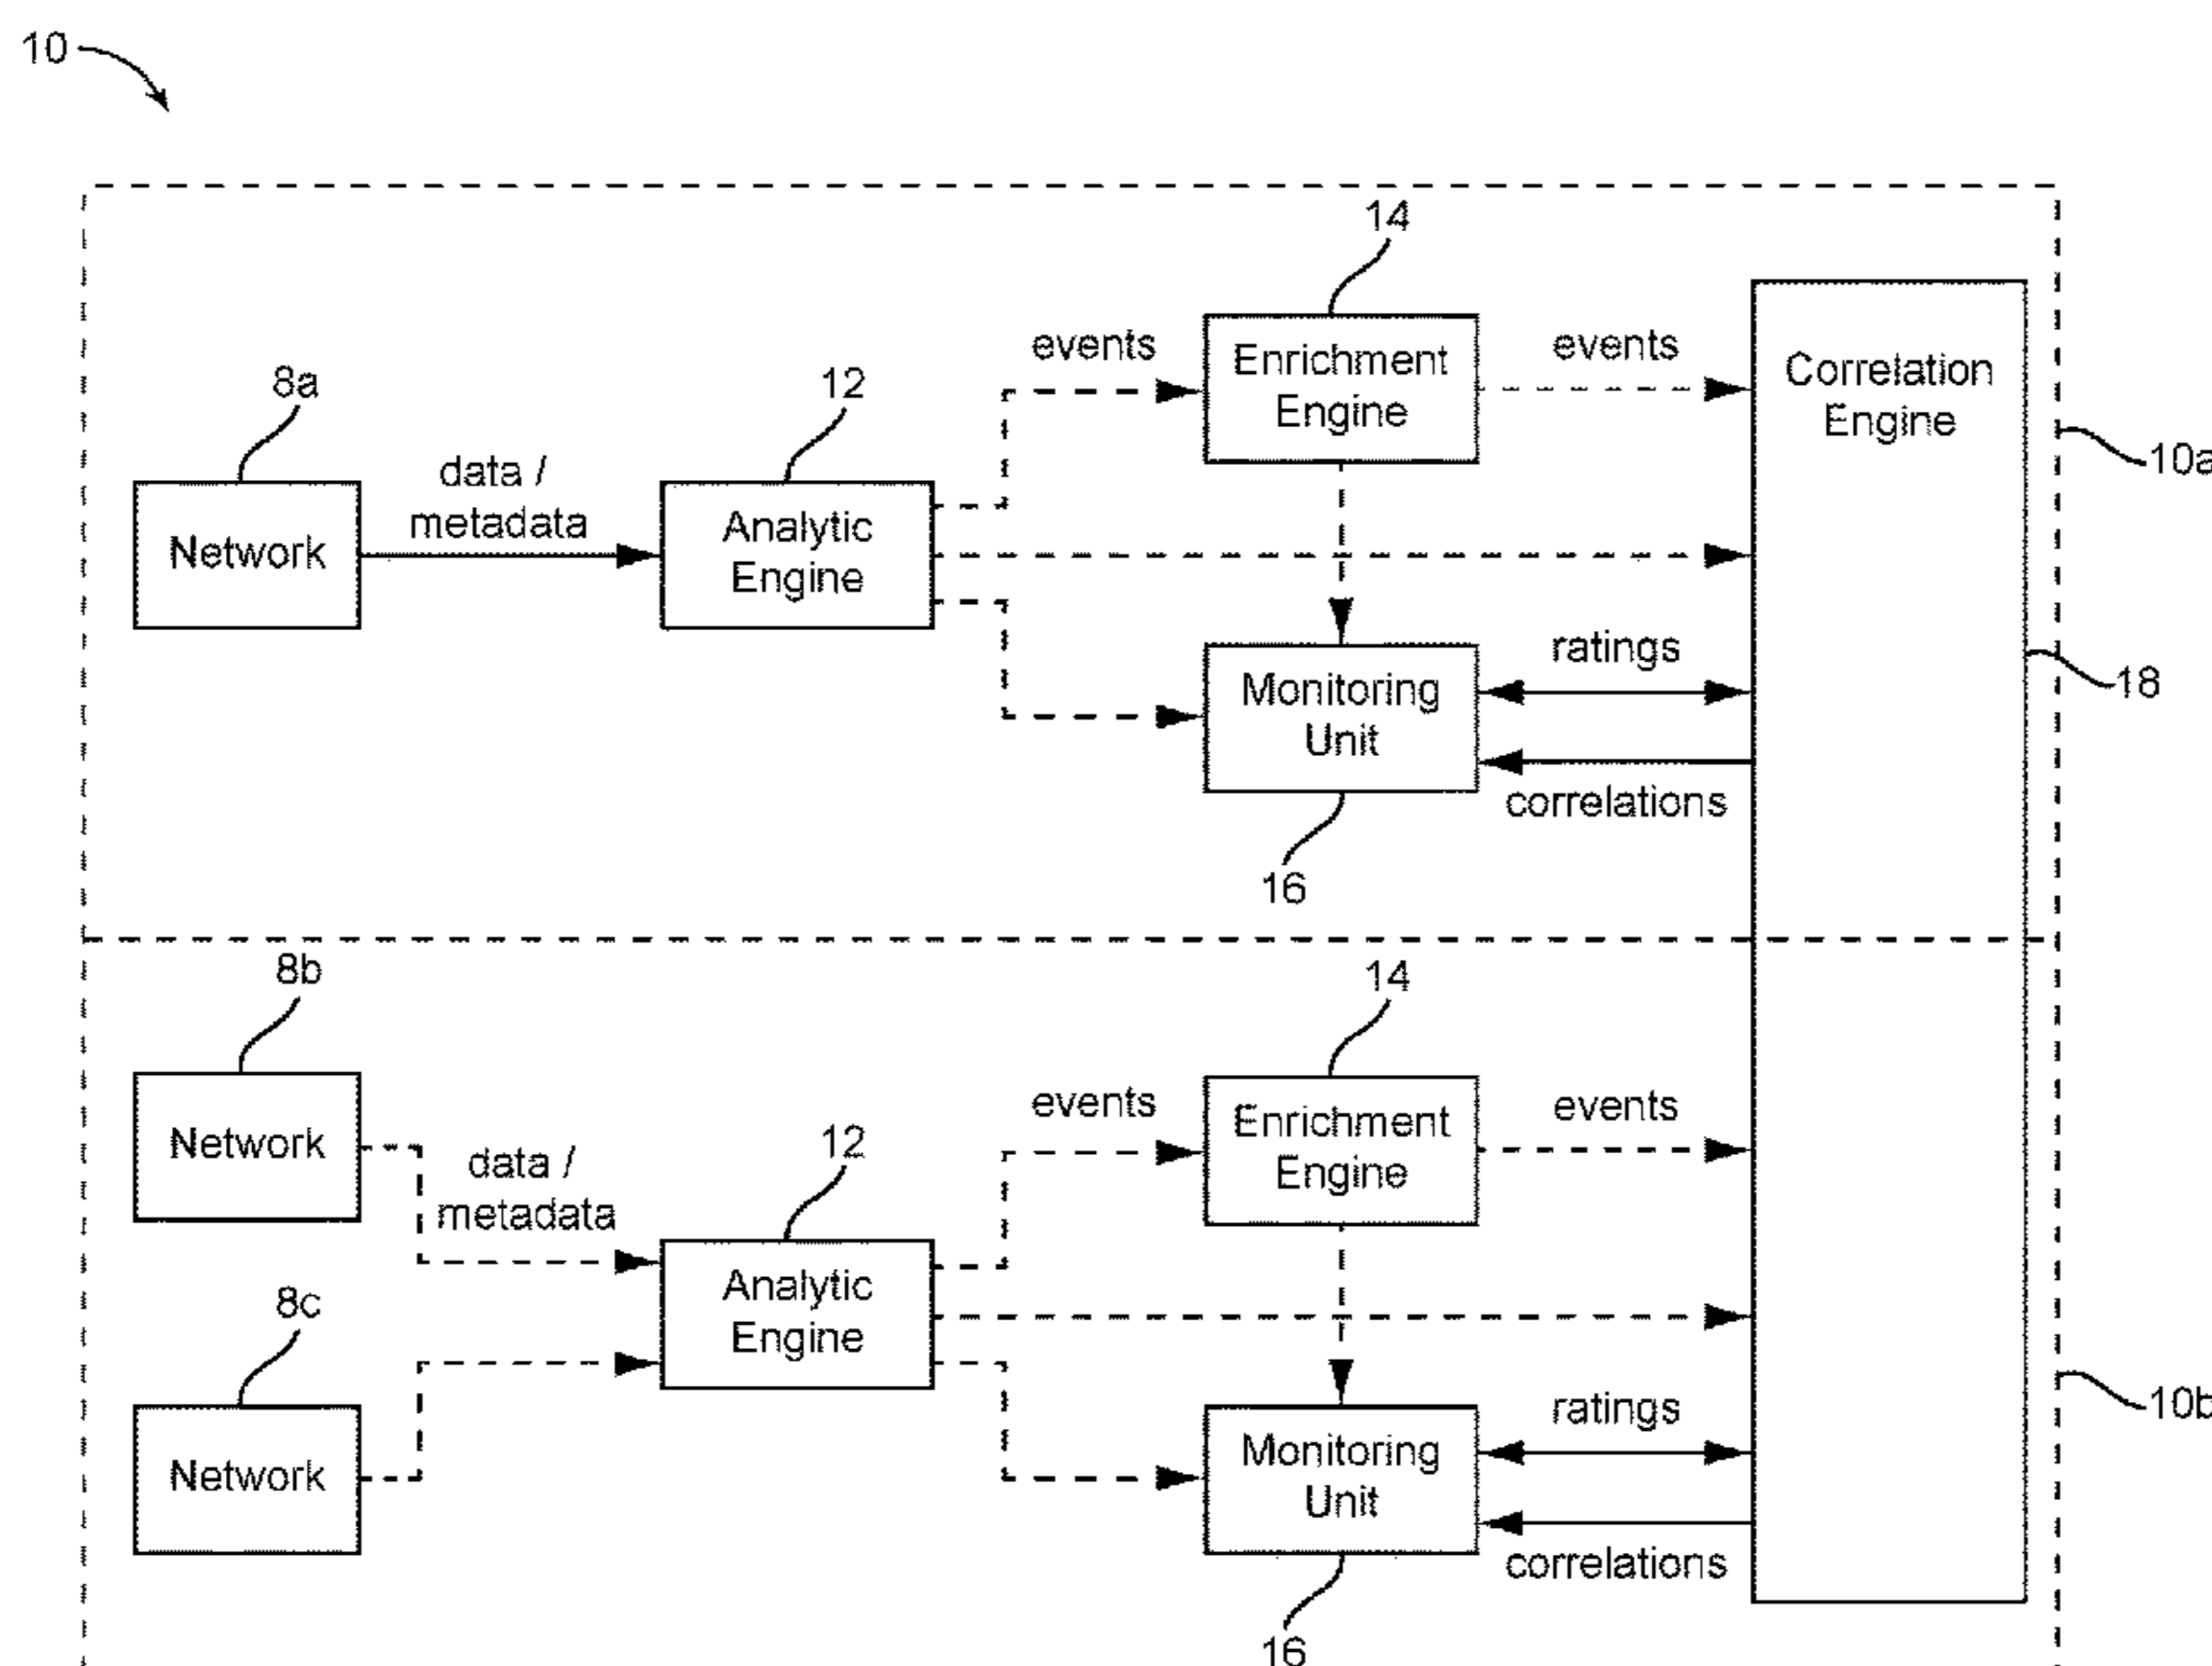 10
14
events
Enrichment
Engine
events
Correlation
Engine
10a
8a
12
data /
metadata
Network
Analytic
Engine
ratings
18
Monitoring
Unit
correlations
16
8b
14
events
Enrichment
Engine
events
Network
data /
metadata
12
Analytic
Engine
8c
10b
ratings
Network
Monitoring
Unit
correlations
16